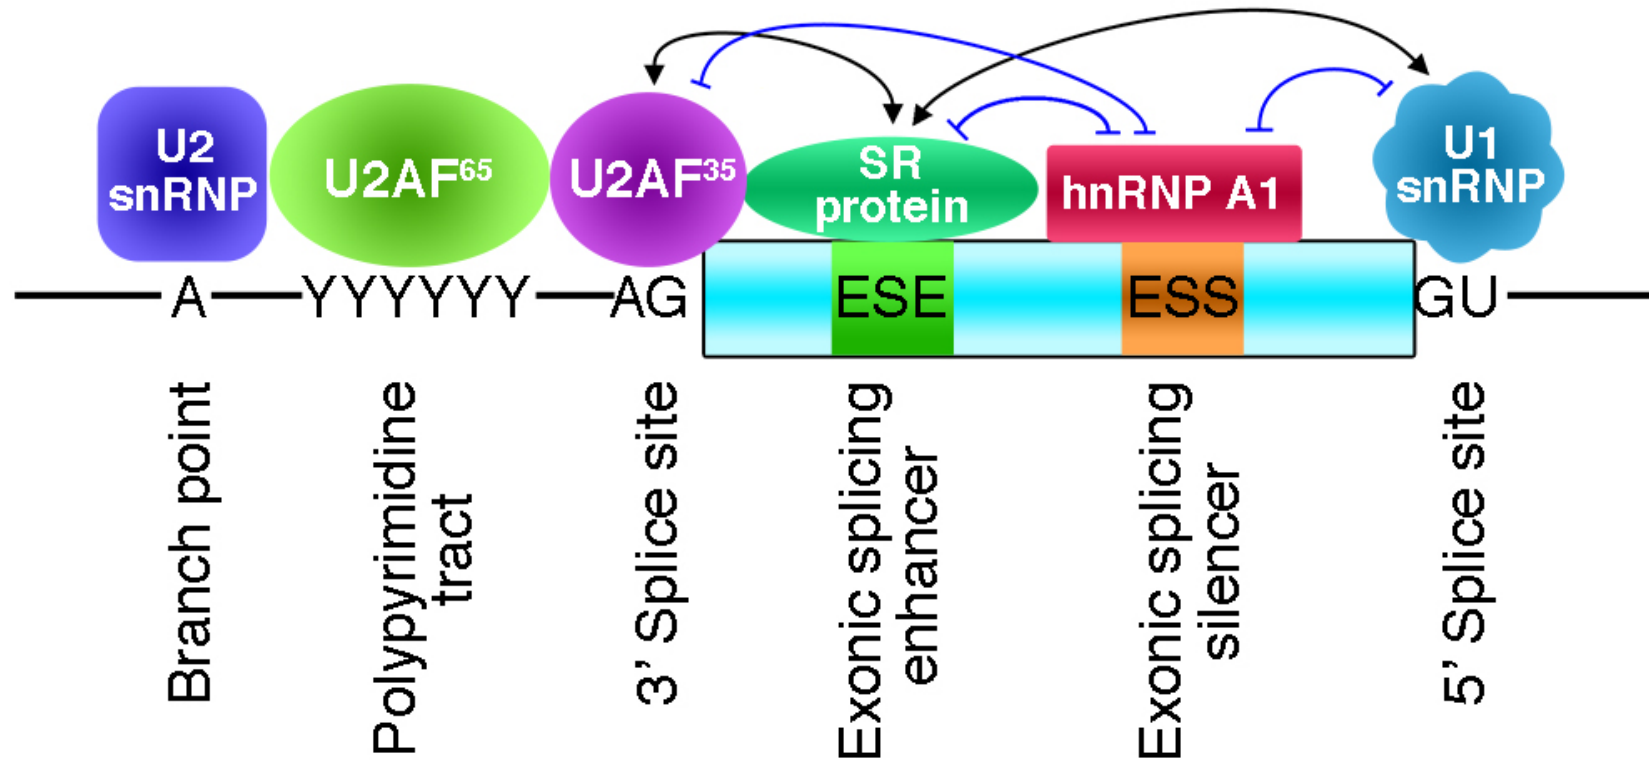 U2
snRNP
U2AF65
U2AF35
SR
protein
hnRNP A1
U1
snRNP
A
YYYYYY
AG
ESE
ESS
GU
Branch point
Polypyrimidine
tract
3' Splice site
Exonic splicing
enhancer
Exonic splicing
silencer
5' Splice site